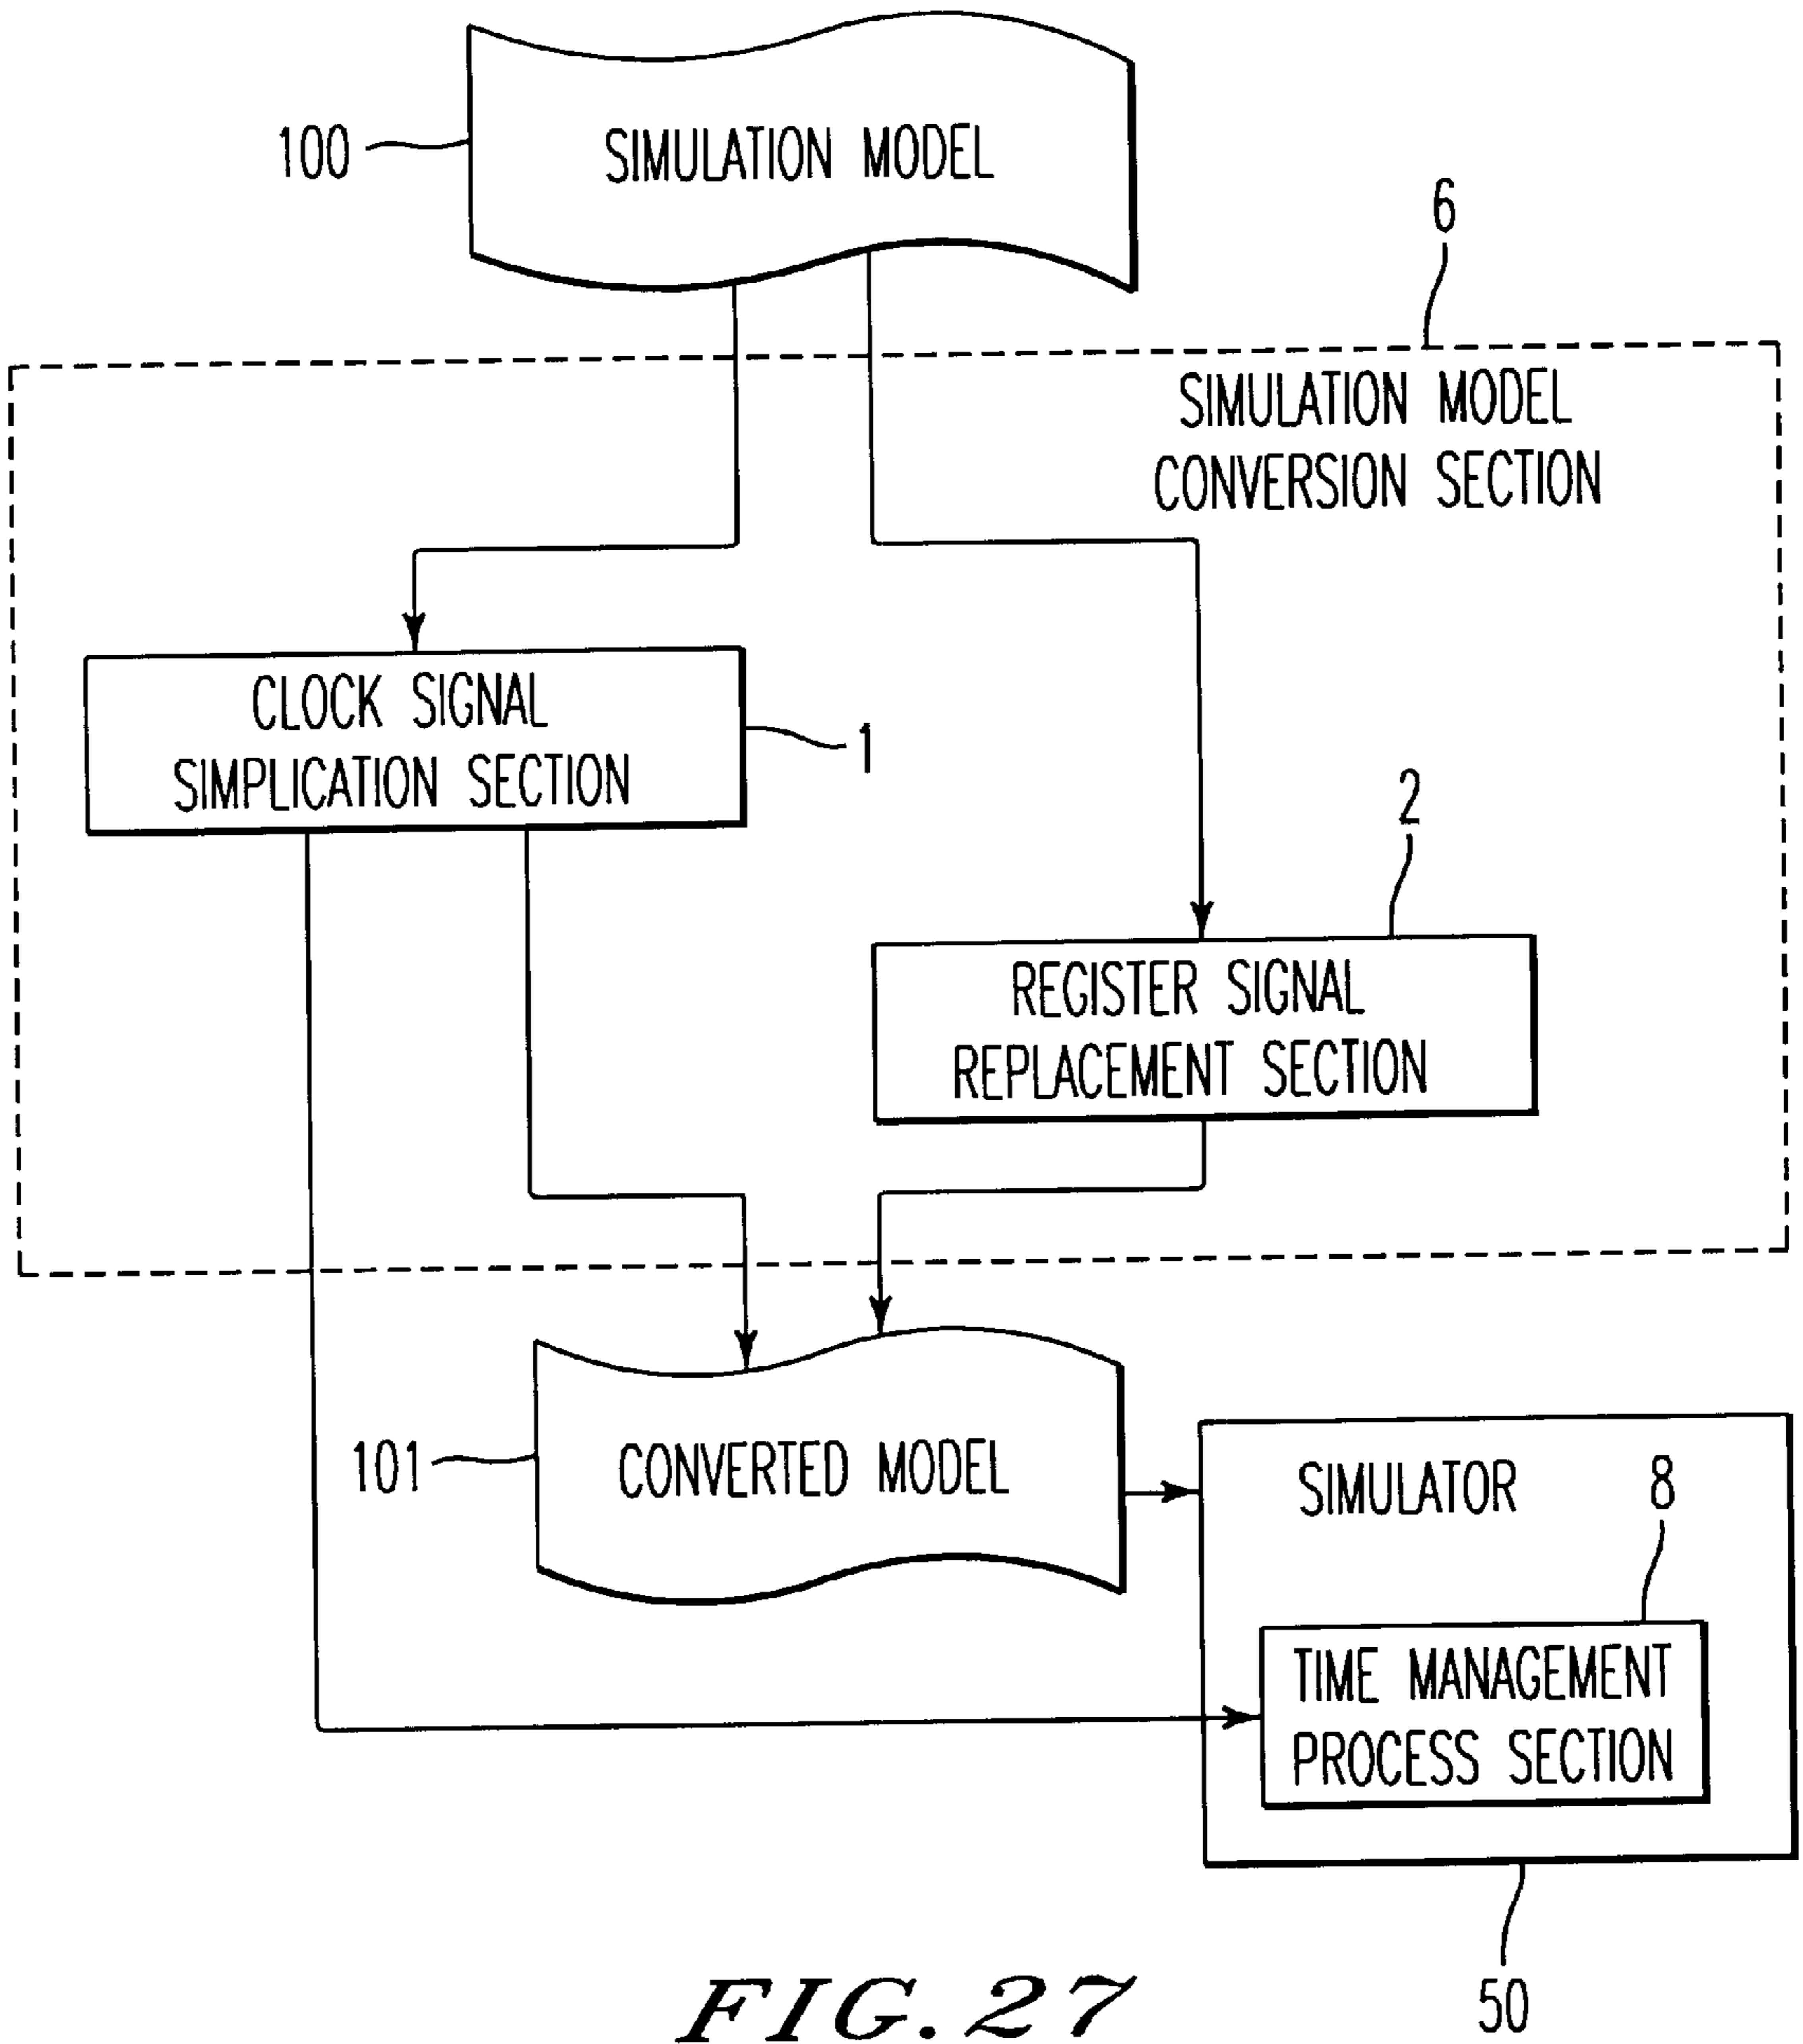 100
SIMULATION MODEL
6
SIMULATION MODEL
CONVERSION SECTION
CLOCK SIGNAL
SIMPLICATION SECTION
1
2
REGISTER SIGNAL
REPLACEMENT SECTION
101
CONVERTED MODEL
SIMULATOR
8
TIME MANAGEMENT
PROCESS SECTION
50
FIG.27